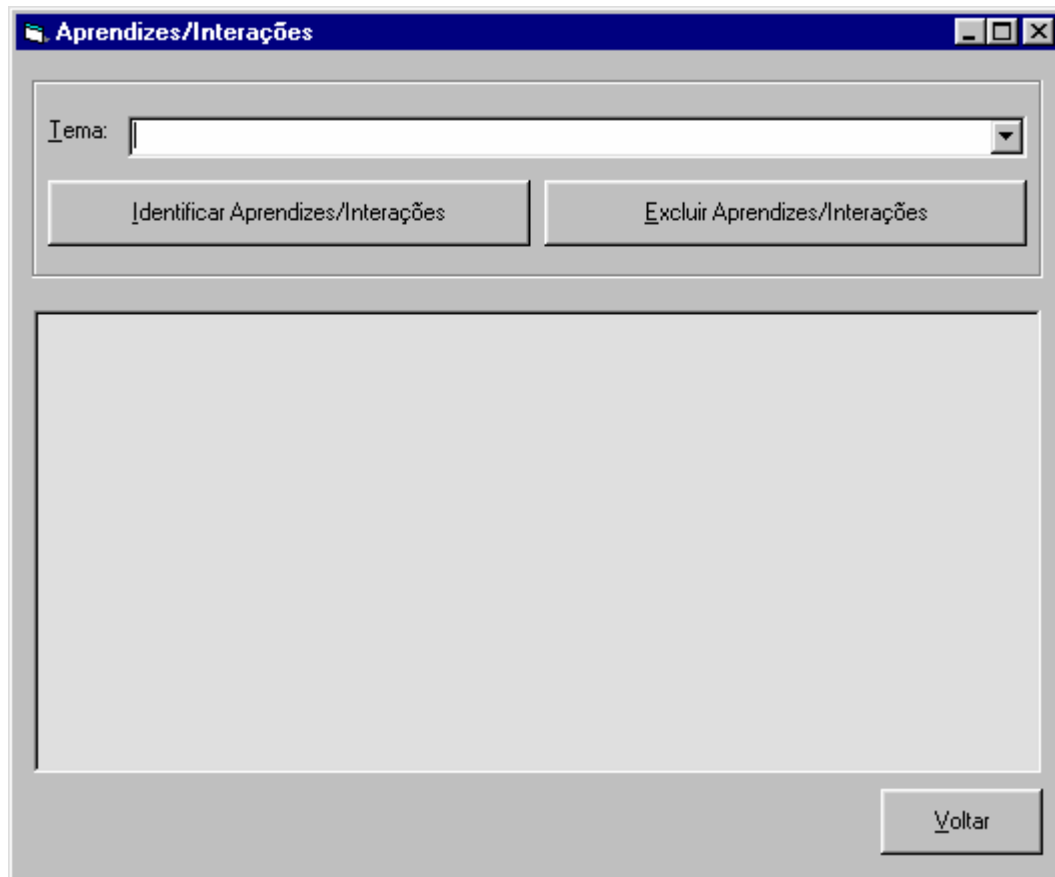 Aprendizes/Interações
Tema:
Identificar Aprendizes/Interações Excluir Aprendizes/Interações
Voltar